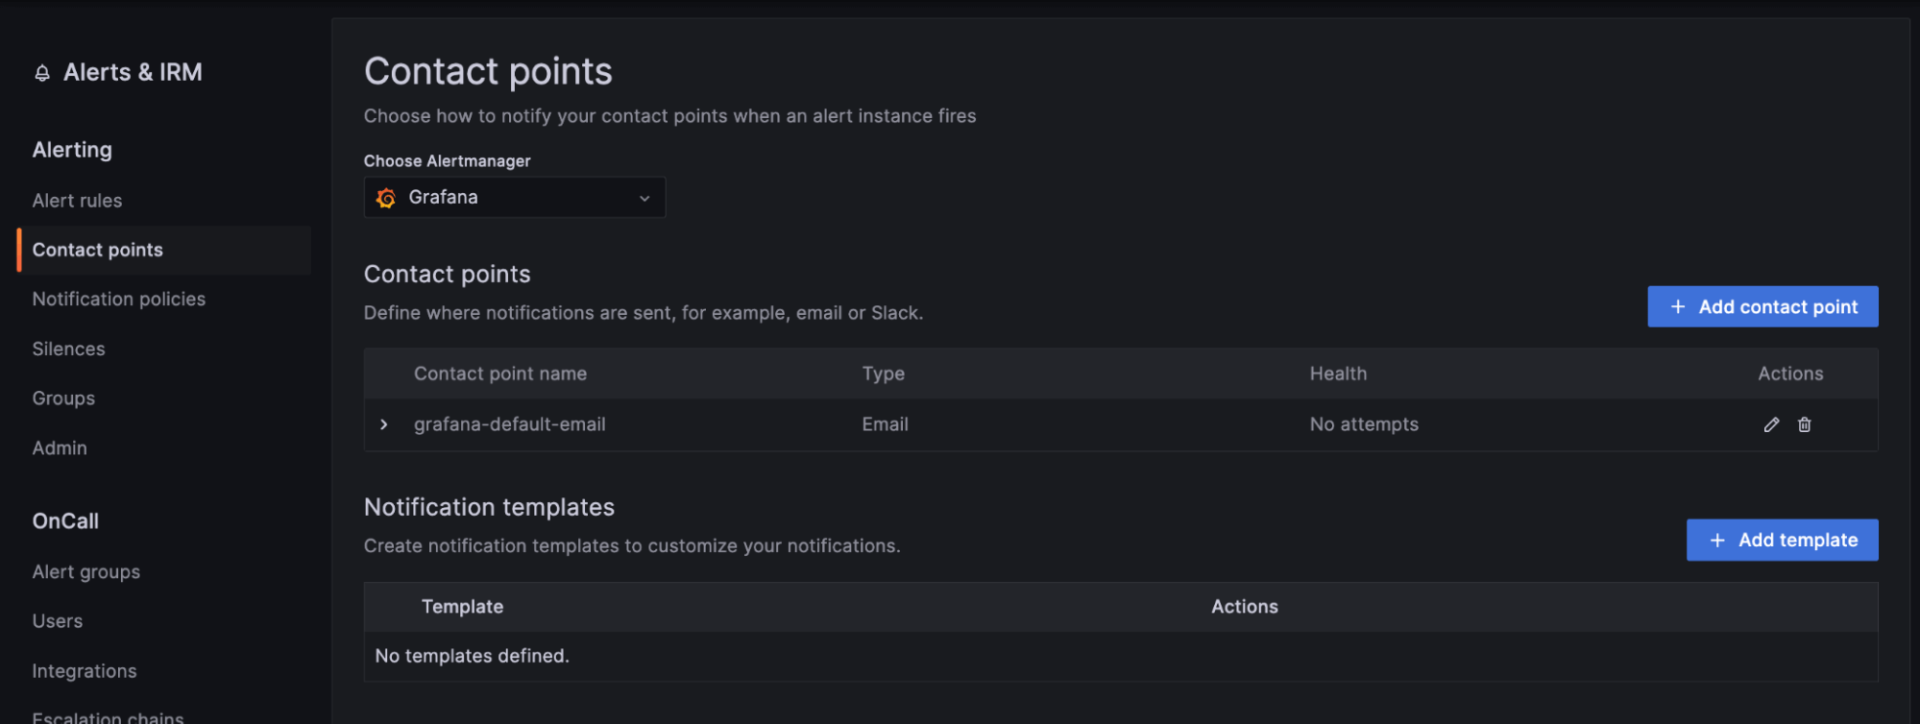 Alerts & IRM
Alerting
Alert rules
Contact points
Notification policies
Silences
Groups
Admin
OnCall
Alert groups
Users
Integrations
Escalation chains
Contact points
Choose how to notify your contact points when an alert instance fires
Choose Alertmanager
Grafana
Contact points
Define where notifications are sent, for example, email or Slack.
+ Add contact point
Contact point name Type Health Actions
grafana-default-email Email No attempts
Notification templates
Create notification templates to customize your notifications.
+ Add template
Template Actions
No templates defined.